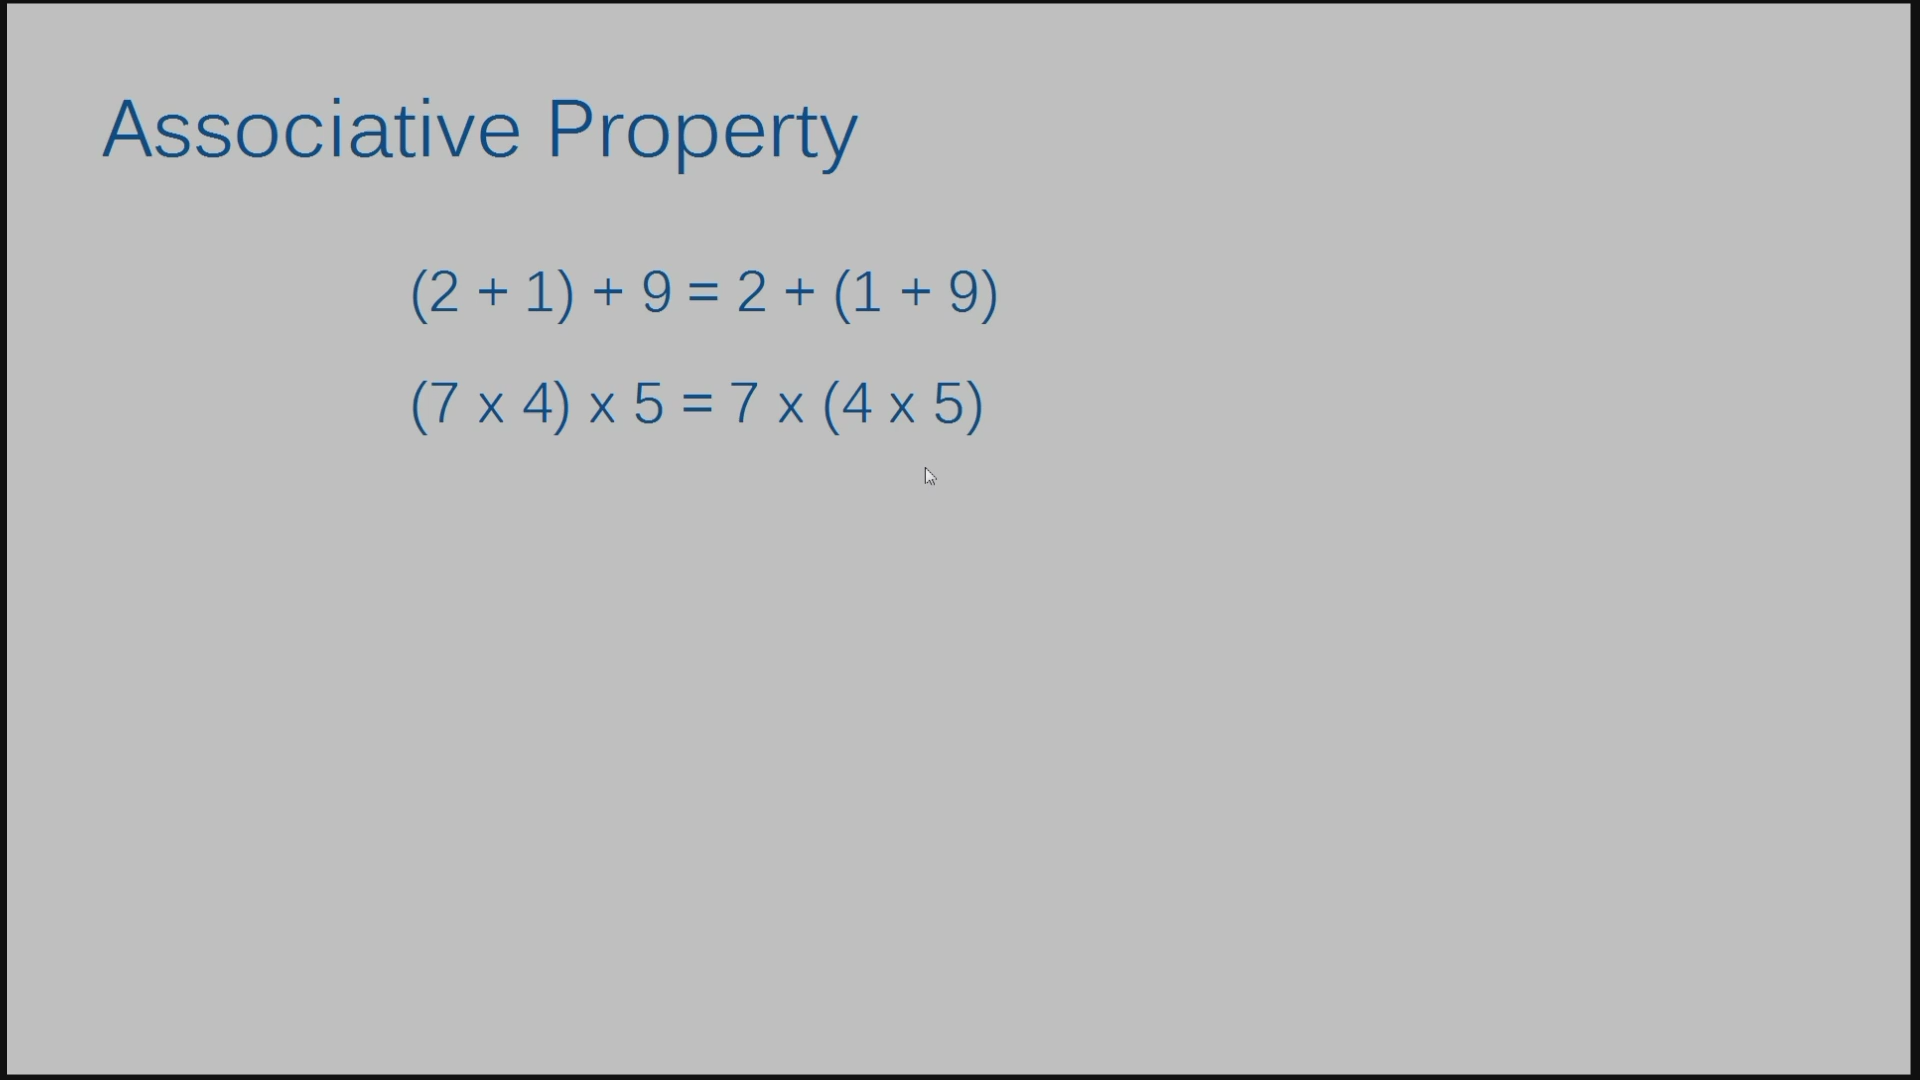 Associative Property
(2 + 1) + 9 = 2 + (1 + 9)
(7 x 4) x 5 = 7 x (4 x 5)